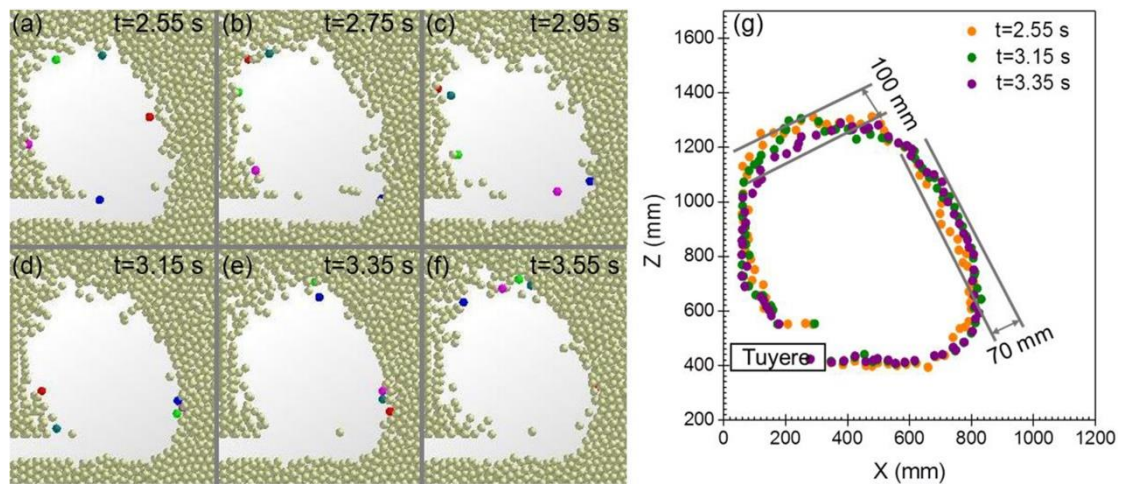 (a) t=2.55 s
(b) t=2.75 s
(c) t=2.95 s
(d) t=3.15 s
(e) t=3.35 s
(f) t=3.55 s
(g)
t=2.55 s
t=3.15 s
t=3.35 s
100 mm
70 mm
Tuyere
Z (mm)
1600
1400
1200
1000
800
600
400
200
0 200 400 600 800 1000 1200
X (mm)